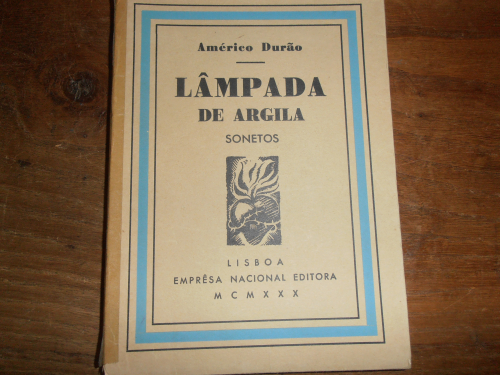 Américo Durão
LÂMPADA
DE ARGILA
SONETOS
LISBOA
EMPRÊSA NACIONAL EDITORA
MCMXXX